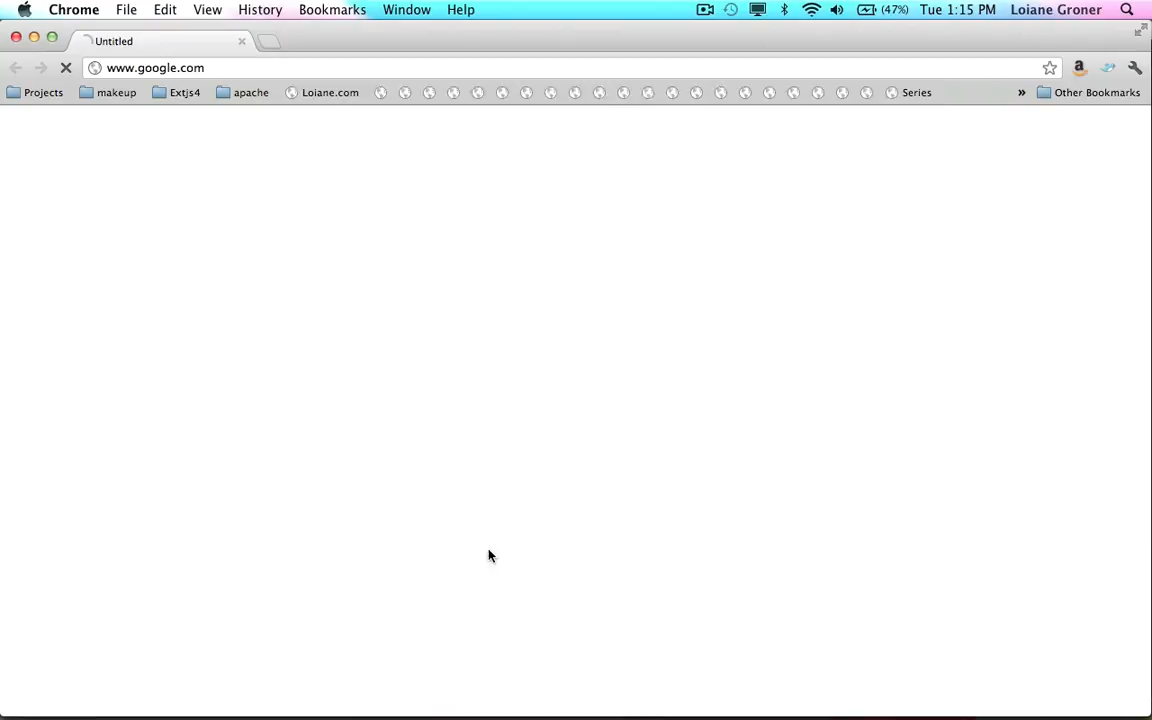 Chrome File Edit View History Bookmarks Window Help (47%) Tue 1:15 PM Loiane Groner
Untitled
www.google.com
Projects makeup Extjs4 apache Loiane.com Series » Other Bookmarks